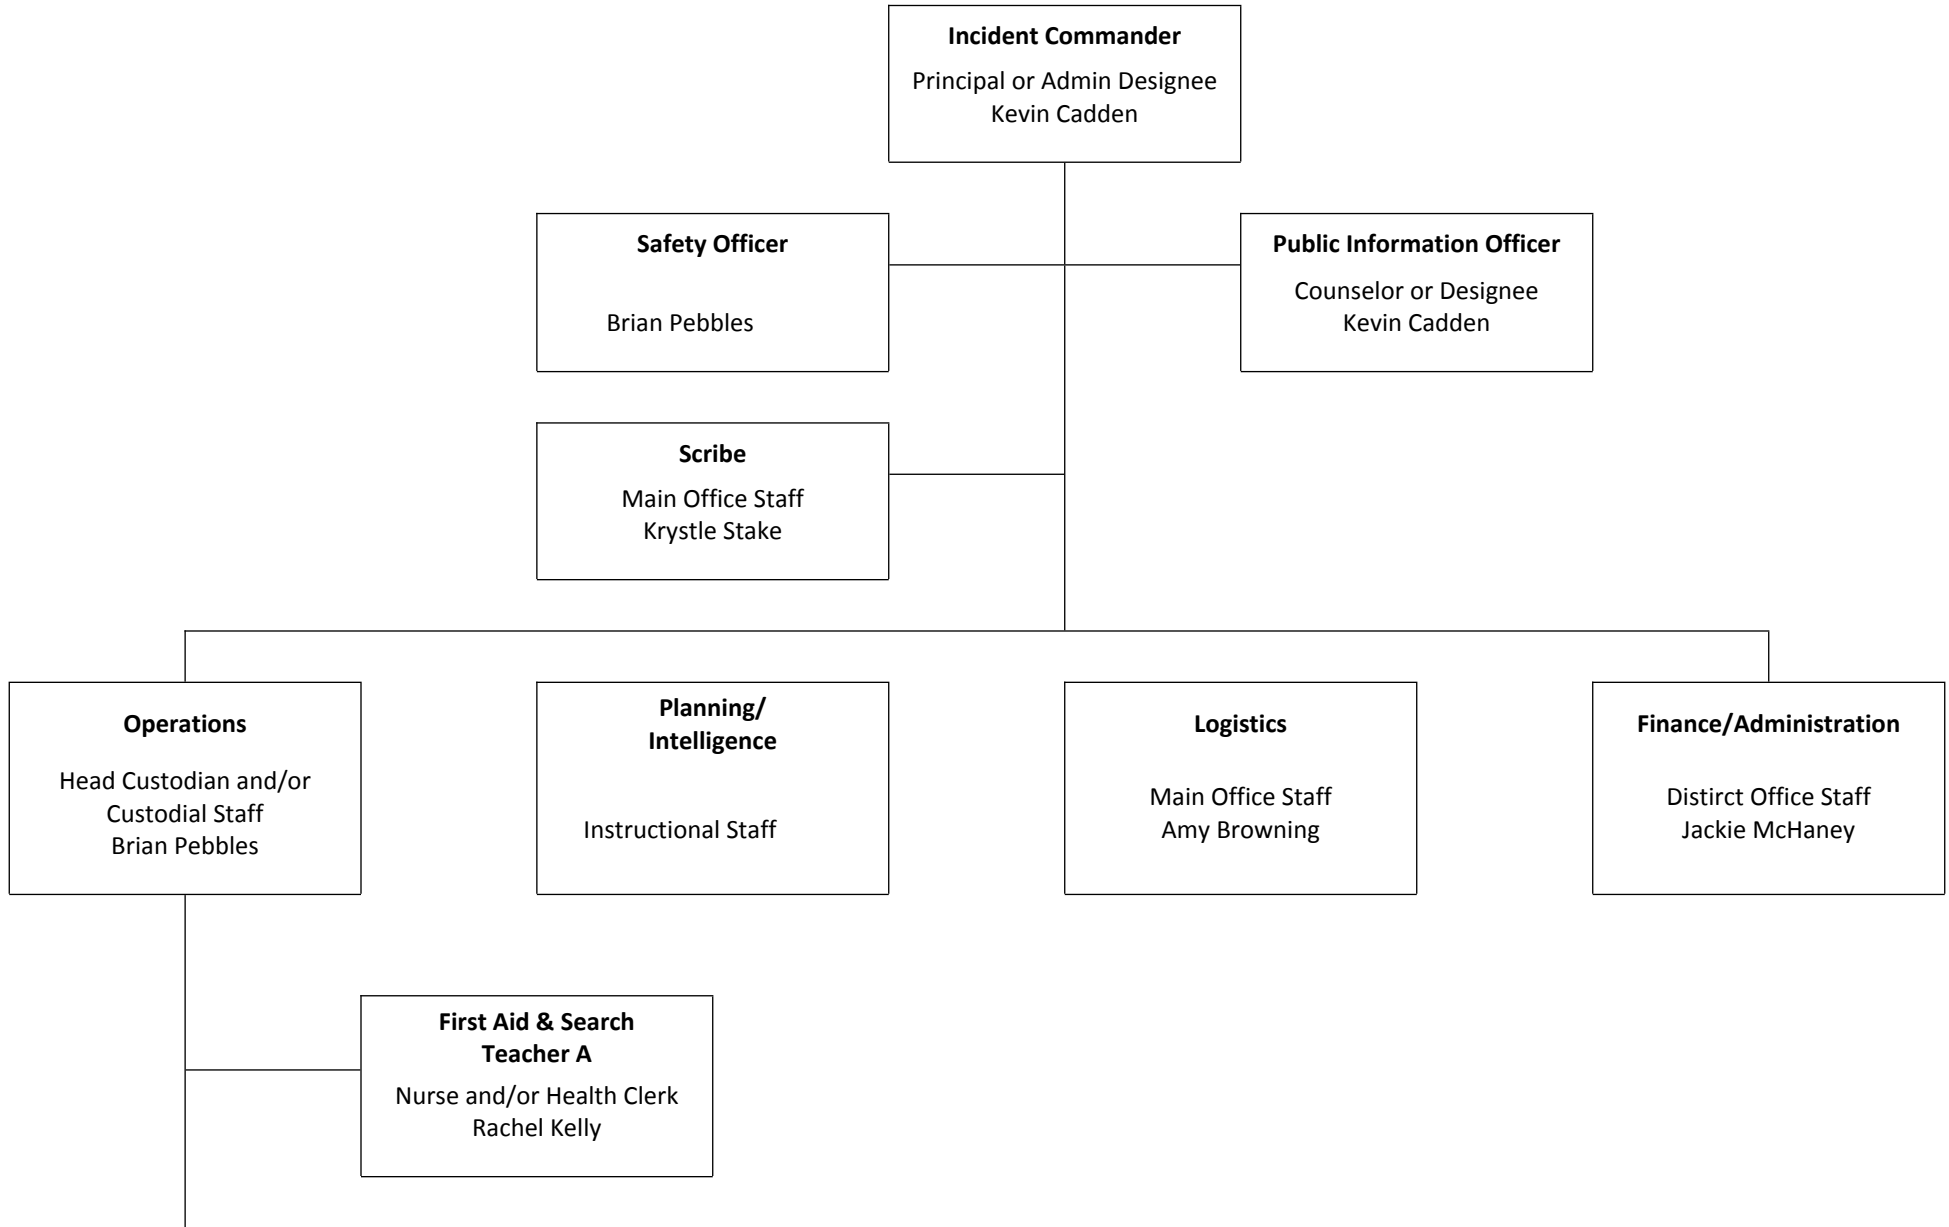 Incident Commander
Principal or Admin Designee
Kevin Cadden
Safety Officer
Brian Pebbles
Public Information Officer
Counselor or Designee
Kevin Cadden
Scribe
Main Office Staff
Krystle Stake
Operations
Head Custodian and/or
Custodial Staff
Brian Pebbles
Planning/
Intelligence
Instructional Staff
Logistics
Main Office Staff
Amy Browning
Finance/Administration
Distirct Office Staff
Jackie McHaney
First Aid & Search
Teacher A
Nurse and/or Health Clerk
Rachel Kelly